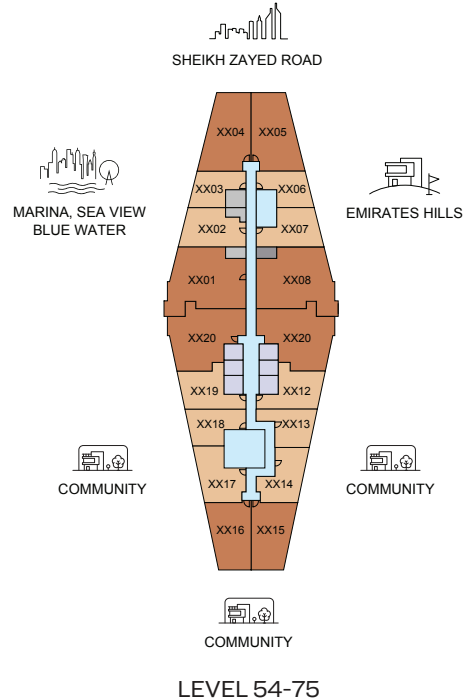 SHEIKH ZAYED ROAD
XX04 XX05
XX03 XX06
MARINA, SEA VIEW
BLUE WATER
EMIRATES HILLS
XX02 XX07
XX01 XX08
XX20 XX20
XX19 XX12
XX18 XX13
XX17 XX14
COMMUNITY
COMMUNITY
XX16 XX15
COMMUNITY
LEVEL 54-75